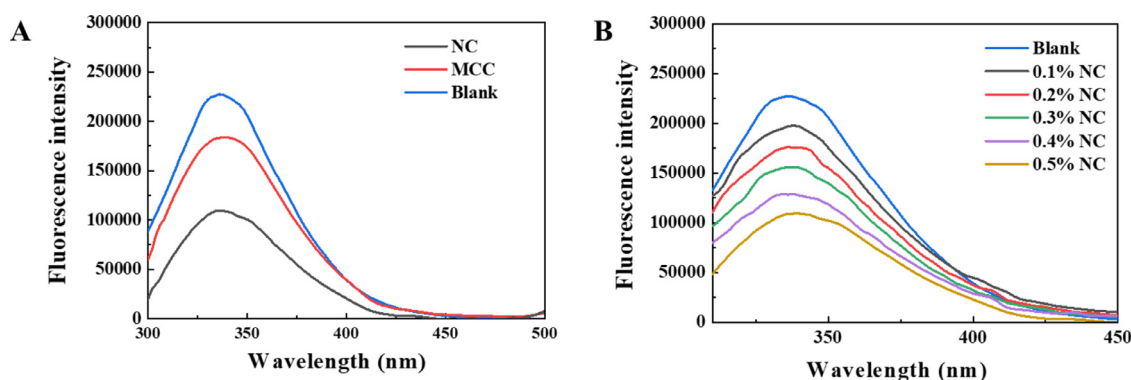 A
Fluorescence intensity
300000
250000
200000
150000
100000
50000
0
NC
MCC
Blank
300
350
400
450
500
Wavelength (nm)
B
Fluorescence intensity
300000
250000
200000
150000
100000
50000
0
Blank
0.1% NC
0.2% NC
0.3% NC
0.4% NC
0.5% NC
350
400
450
Wavelength (nm)